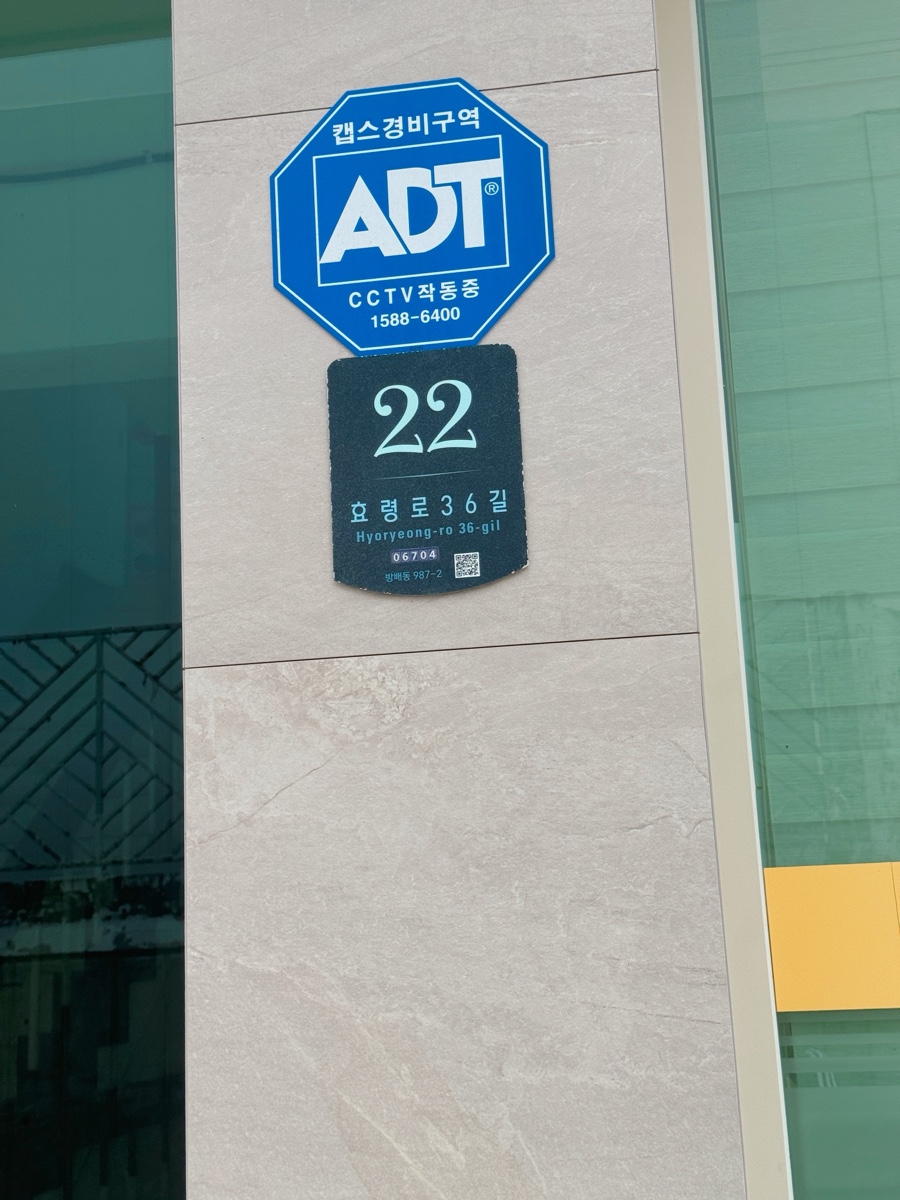 캡스경비구역
ADT®
CCTV작동중
1588-6400
22
효령로36길
Hyoryeong-ro 36-gil
06704
방배동 987-2